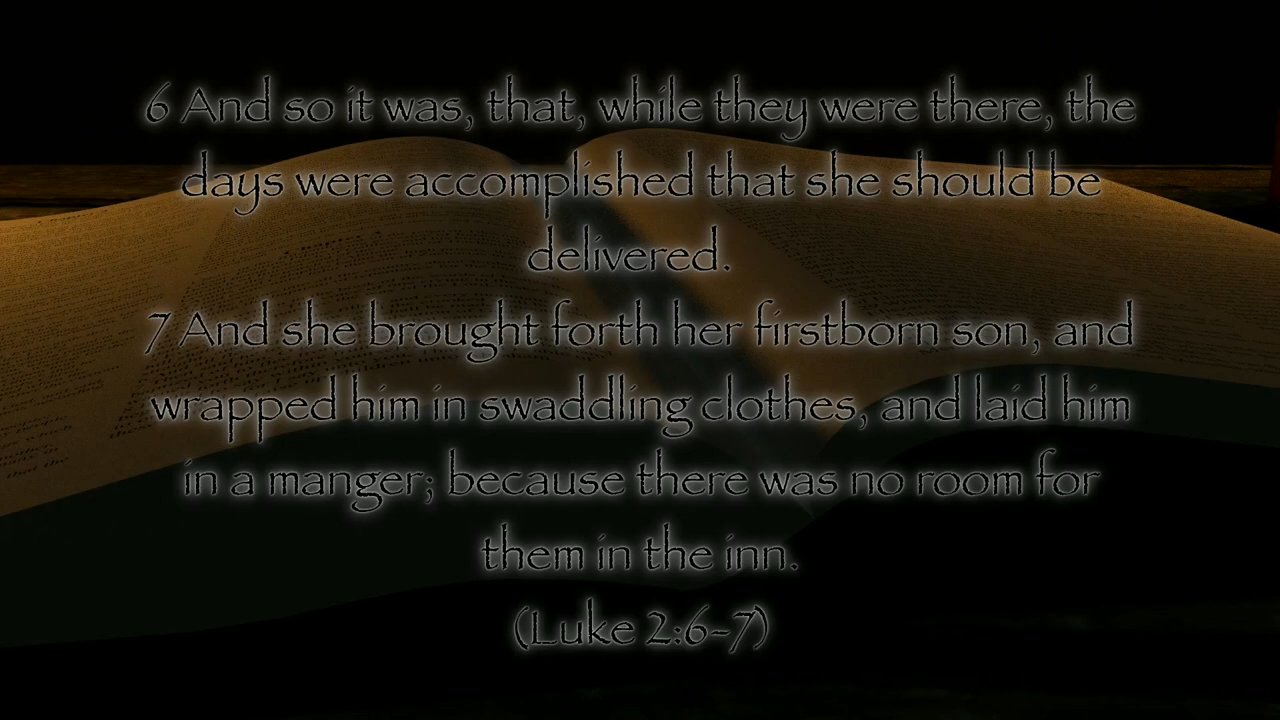 6 And so it was, that, while they were there, the
days were accomplished that she should be
delivered.
7 And she brought forth her firstborn son, and
wrapped him in swaddling clothes, and laid him
in a manger; because there was no room for
them in the inn.
(Luke 2:6-7)